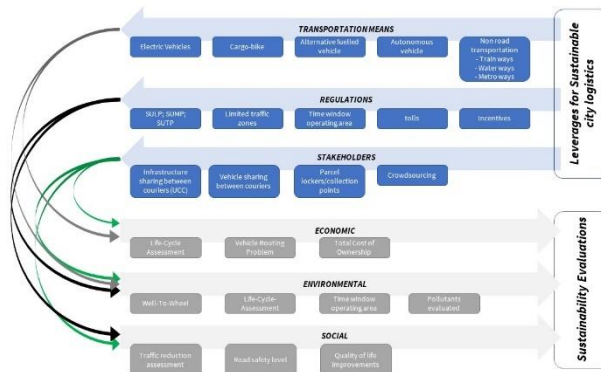 TRANSPORTATION MEANS
Electric Vehicles
Cargo-bike
Alternative fuelled
vehicle
Autonomous
vehicle
Non road
transportation
- Train ways
- Water ways
- Metro ways
REGULATIONS
SULP; SUMP;
SUTP
Limited traffic
zones
Time window
operating area
tolls
Incentives
STAKEHOLDERS
Infrastructure
sharing between
couriers (UCC)
Vehicle sharing
between couriers
Parcel
lockers/collection
points
Crowdsourcing
Leverages for Sustainable
city logistics
ECONOMIC
Life-Cycle
Assessment
Vehicle Routing
Problem
Total Cost of
Ownership
ENVIRONMENTAL
Well-To-Wheel
Life-Cycle-
Assessment
Time window
operating area
Pollutants
evaluated
SOCIAL
Traffic reduction
assessment
Road safety level
Quality of life
Improvements
Sustainability Evaluations